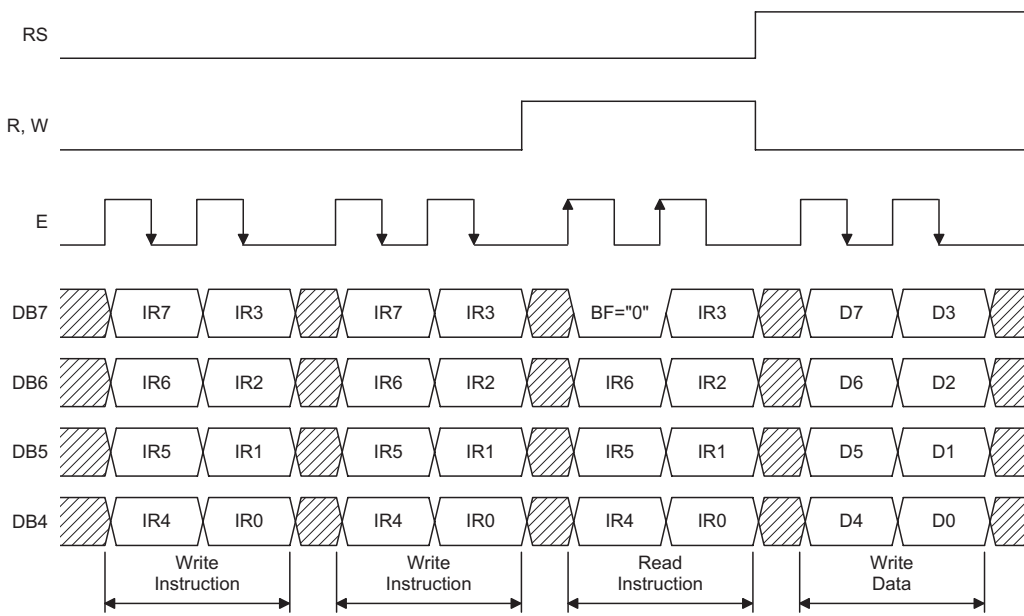 RS
R, W
E
DB7 IR7 IR3 IR7 IR3 BF="0" IR3 D7 D3
DB6 IR6 IR2 IR6 IR2 IR6 IR2 D6 D2
DB5 IR5 IR1 IR5 IR1 IR5 IR1 D5 D1
DB4 IR4 IR0 IR4 IR0 IR4 IR0 D4 D0
Write Write Read Write
Instruction Instruction Instruction Data